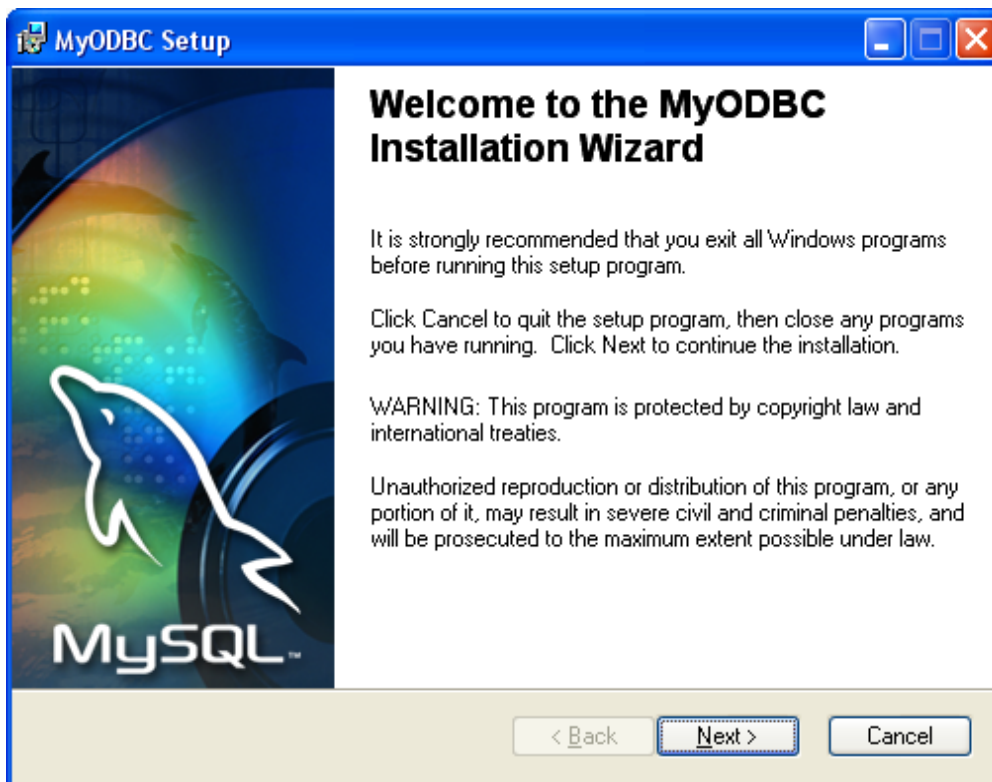 MyODBC Setup
Welcome to the MyODBC
Installation Wizard
It is strongly recommended that you exit all Windows programs
before running this setup program.
Click Cancel to quit the setup program, then close any programs
you have running.  Click Next to continue the installation.
WARNING: This program is protected by copyright law and
international treaties.
Unauthorized reproduction or distribution of this program, or any
portion of it, may result in severe civil and criminal penalties, and
will be prosecuted to the maximum extent possible under law.
MySQL™
< Back Next > Cancel